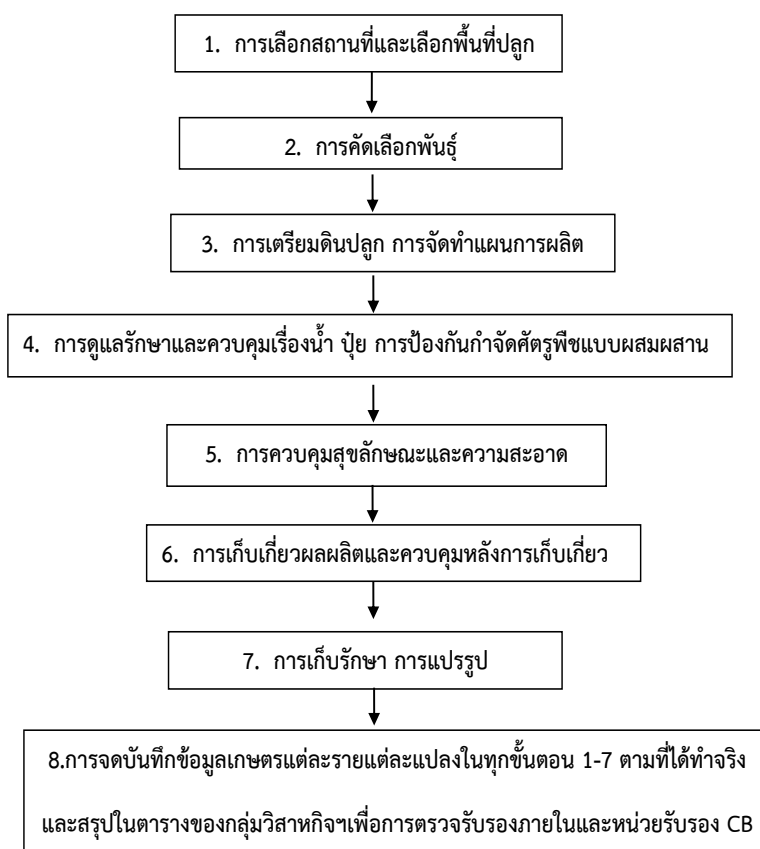 1. การเลือกสถานที่และเลือกพื้นที่ปลูก
2. การคัดเลือกพันธุ์
3. การเตรียมดินปลูก การจัดทำแผนการผลิต
4. การดูแลรักษาและควบคุมเรื่องน้ำ ปุ๋ย การป้องกันกำจัดศัตรูพืชแบบผสมผสาน
5. การควบคุมสุขลักษณะและความสะอาด
6. การเก็บเกี่ยวผลผลิตและควบคุมหลังการเก็บเกี่ยว
7. การเก็บรักษา การแปรรูป
8.การจดบันทึกข้อมูลเกษตรแต่ละรายแต่ละแปลงในทุกขั้นตอน 1-7 ตามที่ได้ทำจริง
และสรุปในตารางของกลุ่มวิสาหกิจฯเพื่อการตรวจรับรองภายในและหน่วยรับรอง CB